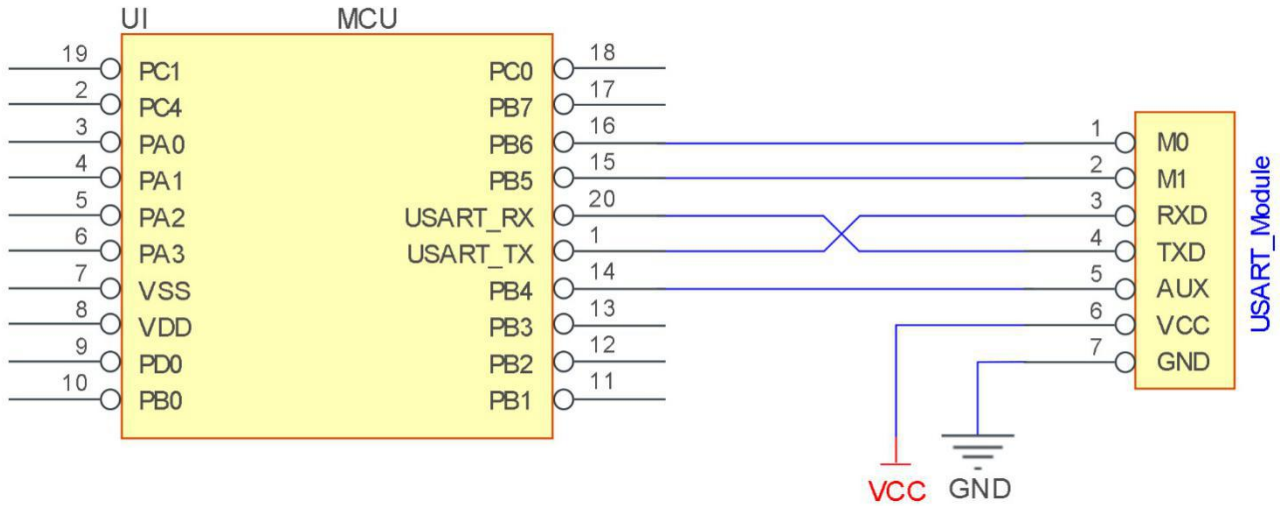 UI MCU
19 PC1 PC0 18
2 PC4 PB7 17
3 PA0 PB6 16 1 M0
4 PA1 PB5 15 2 M1
5 PA2 USART_RX 20 3 RXD
6 PA3 USART_TX 1 4 TXD
7 VSS PB4 14 5 AUX
8 VDD PB3 13 6 VCC
9 PD0 PB2 12 7 GND
10 PB0 PB1 11
USART_Module
VCC GND